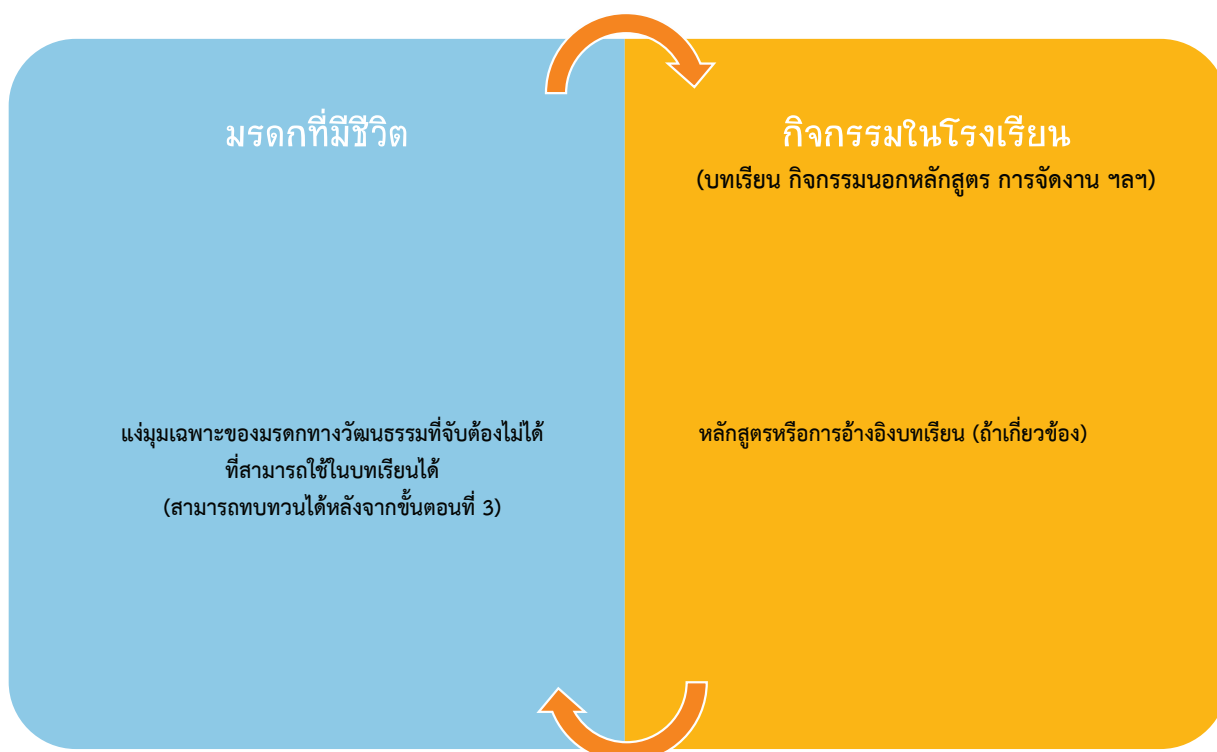 มรดกที่มีชีวิต
แง่มุมเฉพาะของมรดกทางวัฒนธรรมที่จับต้องไม่ได้
ที่สามารถใช้ในบทเรียนได้
(สามารถทบทวนได้หลังจากขั้นตอนที่ 3)
กิจกรรมในโรงเรียน
(บทเรียน กิจกรรมนอกหลักสูตร การจัดงาน ฯลฯ)
หลักสูตรหรือการอ้างอิงบทเรียน (ถ้าเกี่ยวข้อง)